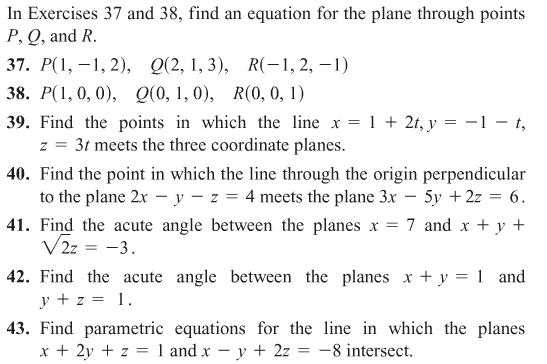 In Exercises 37 and 38, find an equation for the plane through points
P, Q, and R.
37. P(1, −1, 2), Q(2, 1, 3), R(−1, 2, −1)
38. P(1, 0, 0), Q(0, 1, 0), R(0, 0, 1)
39. Find the points in which the line x = 1 + 2t, y = −1 − t,
z = 3t meets the three coordinate planes.
40. Find the point in which the line through the origin perpendicular
to the plane 2x − y − z = 4 meets the plane 3x − 5y + 2z = 6.
41. Find the acute angle between the planes x = 7 and x + y +
√2z = −3.
42. Find the acute angle between the planes x + y = 1 and
y + z = 1.
43. Find parametric equations for the line in which the planes
x + 2y + z = 1 and x − y + 2z = −8 intersect.